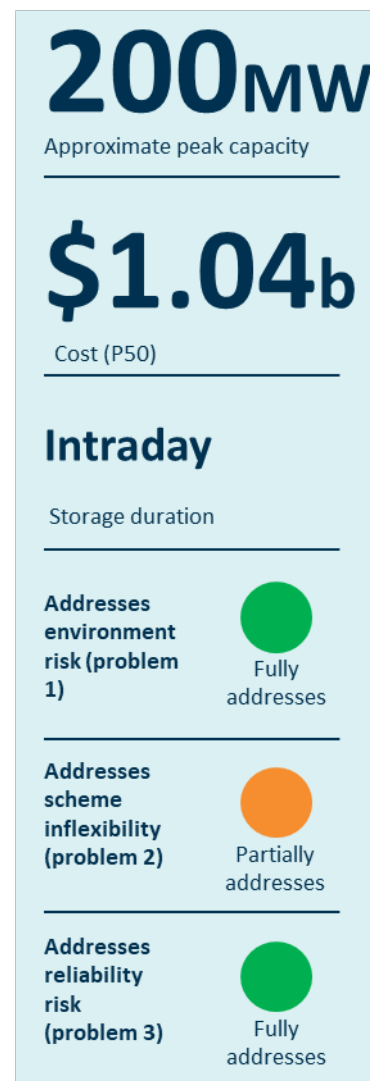 200MW
Approximate peak capacity
$1.04b
Cost (P50)
Intraday
Storage duration
Addresses
environment
risk (problem
1)
Fully
addresses
Addresses
scheme
inflexibility
(problem 2)
Partially
addresses
Addresses
reliability
risk
(problem 3)
Fully
addresses